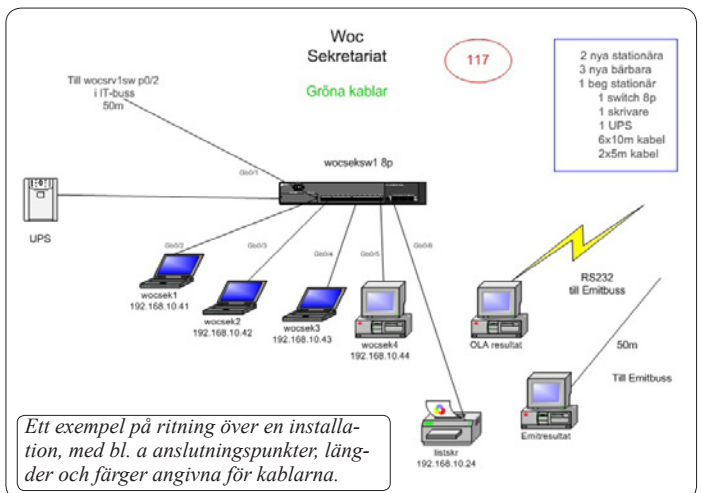 Woc
Sekretariat
Gröna kablar
117
2 nya stationära
3 nya bärbara
1 beg stationär
1 switch 8p
1 skrivare
1 UPS
6x10m kabel
2x5m kabel
Till wocsrv1sw p0/2
i IT-buss
50m
wocseksw1 8p
Gb0/1
UPS
Gb0/2
Gb0/3
Gb0/4
Gb0/5
Gb0/6
wocsek1
192.168.10.41
wocsek2
192.168.10.42
wocsek3
192.168.10.43
wocsek4
192.168.10.44
OLA resultat
RS232
till Emitbuss
50m
Till Emitbuss
Emitresultat
listskr
192.168.10.24
Ett exempel på ritning över en installa-
tion, med bl. a anslutningspunkter, läng-
der och färger angivna för kablarna.